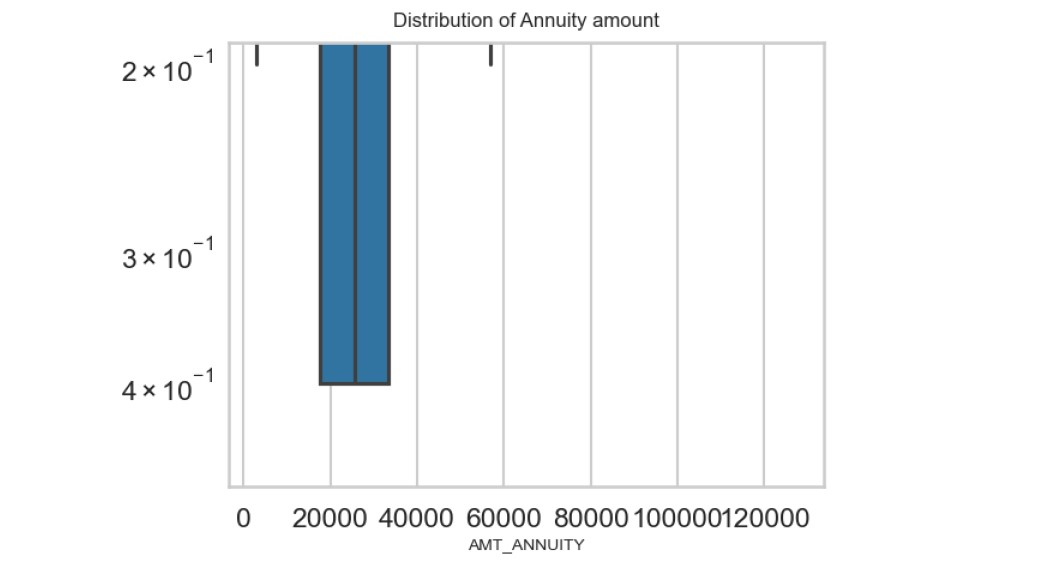 Distribution of Annuity amount
2 × 10⁻¹
3 × 10⁻¹
4 × 10⁻¹
0 20000 40000 60000 80000 100000 120000
AMT_ANNUITY